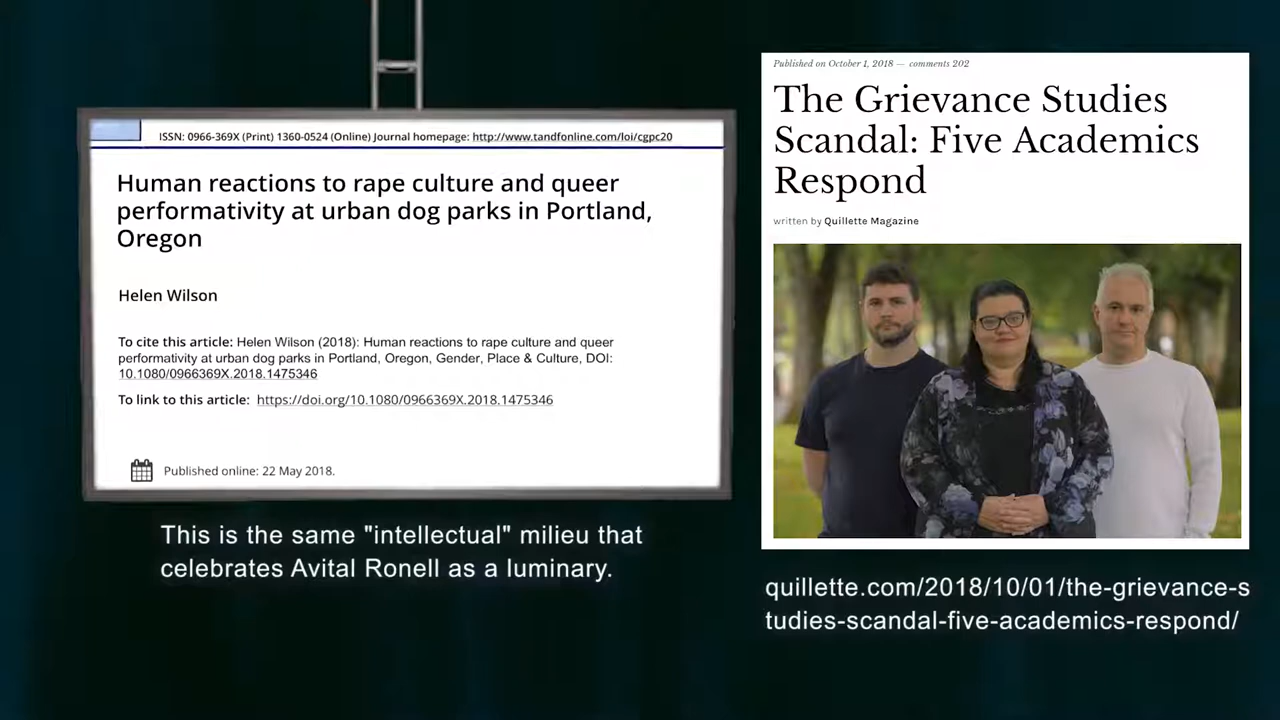 ISSN: 0966-369X (Print) 1360-0524 (Online) Journal homepage: http://www.tandfonline.com/loi/cgpc20
Human reactions to rape culture and queer
performativity at urban dog parks in Portland,
Oregon
Helen Wilson
To cite this article: Helen Wilson (2018): Human reactions to rape culture and queer
performativity at urban dog parks in Portland, Oregon, Gender, Place & Culture, DOI:
10.1080/0966369X.2018.1475346
To link to this article: https://doi.org/10.1080/0966369X.2018.1475346
Published online: 22 May 2018.
This is the same "intellectual" milieu that
celebrates Avital Ronell as a luminary.
Published on October 1, 2018 — comments 202
The Grievance Studies
Scandal: Five Academics
Respond
written by Quillette Magazine
quillette.com/2018/10/01/the-grievance-s
tudies-scandal-five-academics-respond/